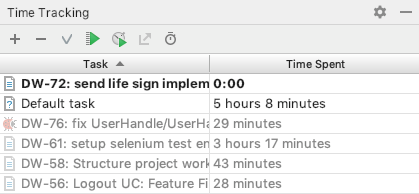 Time Tracking
Task Time Spent
DW-72: send life sign implem 0:00
Default task 5 hours 8 minutes
DW-76: fix UserHandle/UserHa 29 minutes
DW-61: setup selenium test en 3 hours 17 minutes
DW-58: Structure project work 43 minutes
DW-56: Logout UC: Feature Fi 28 minutes